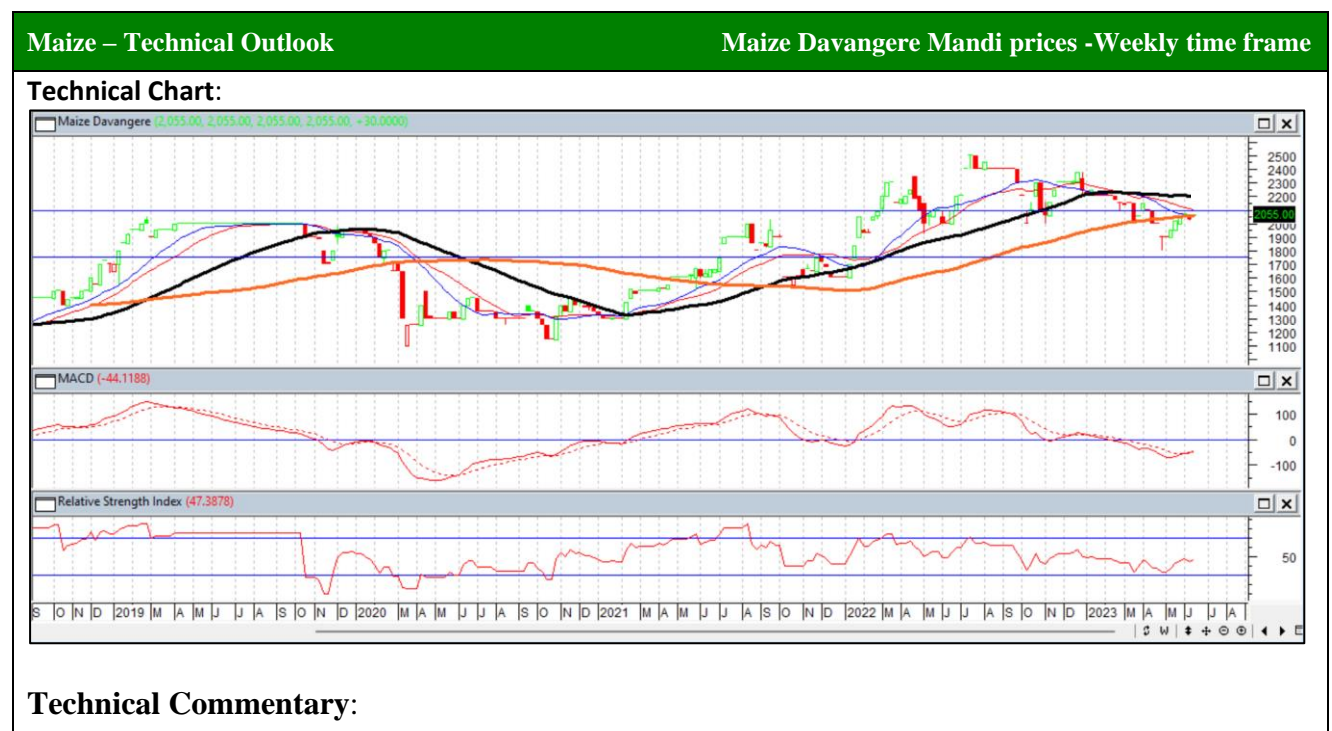 Maize – Technical Outlook Maize Davangere Mandi prices -Weekly time frame
Technical Chart:
Maize Davangere (2,055.00, 2,055.00, 2,055.00, 2,055.00, +30.0000)
2500
2400
2300
2200
2055.00
2000
1900
1800
1700
1600
1500
1400
1300
1200
1100
MACD (-44.1188)
100
0
-100
Relative Strength Index (47.3878)
50
S O N D 2019 M A M J J A S O N D 2020 M A M J J A S O N D 2021 M A M J J A S O N D 2022 M A M J J A S O N D 2023 M A M J J A
W
Technical Commentary: